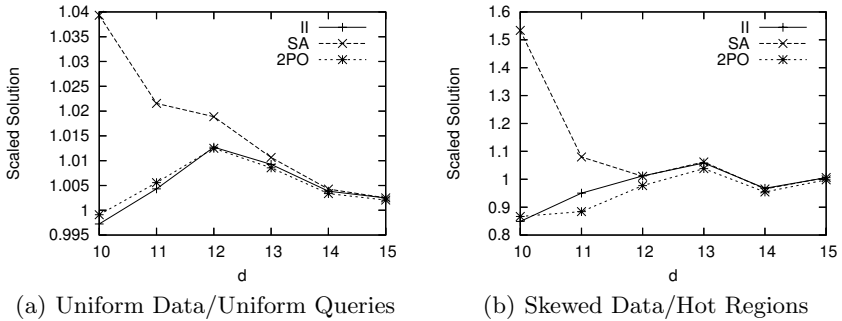 1.04
1.035
1.03
1.025
1.02
1.015
1.01
1.005
1
0.995
Scaled Solution
10 11 12 13 14 15
d
II
SA
2PO
(a) Uniform Data/Uniform Queries
1.6
1.5
1.4
1.3
1.2
1.1
1
0.9
0.8
Scaled Solution
10 11 12 13 14 15
d
II
SA
2PO
(b) Skewed Data/Hot Regions